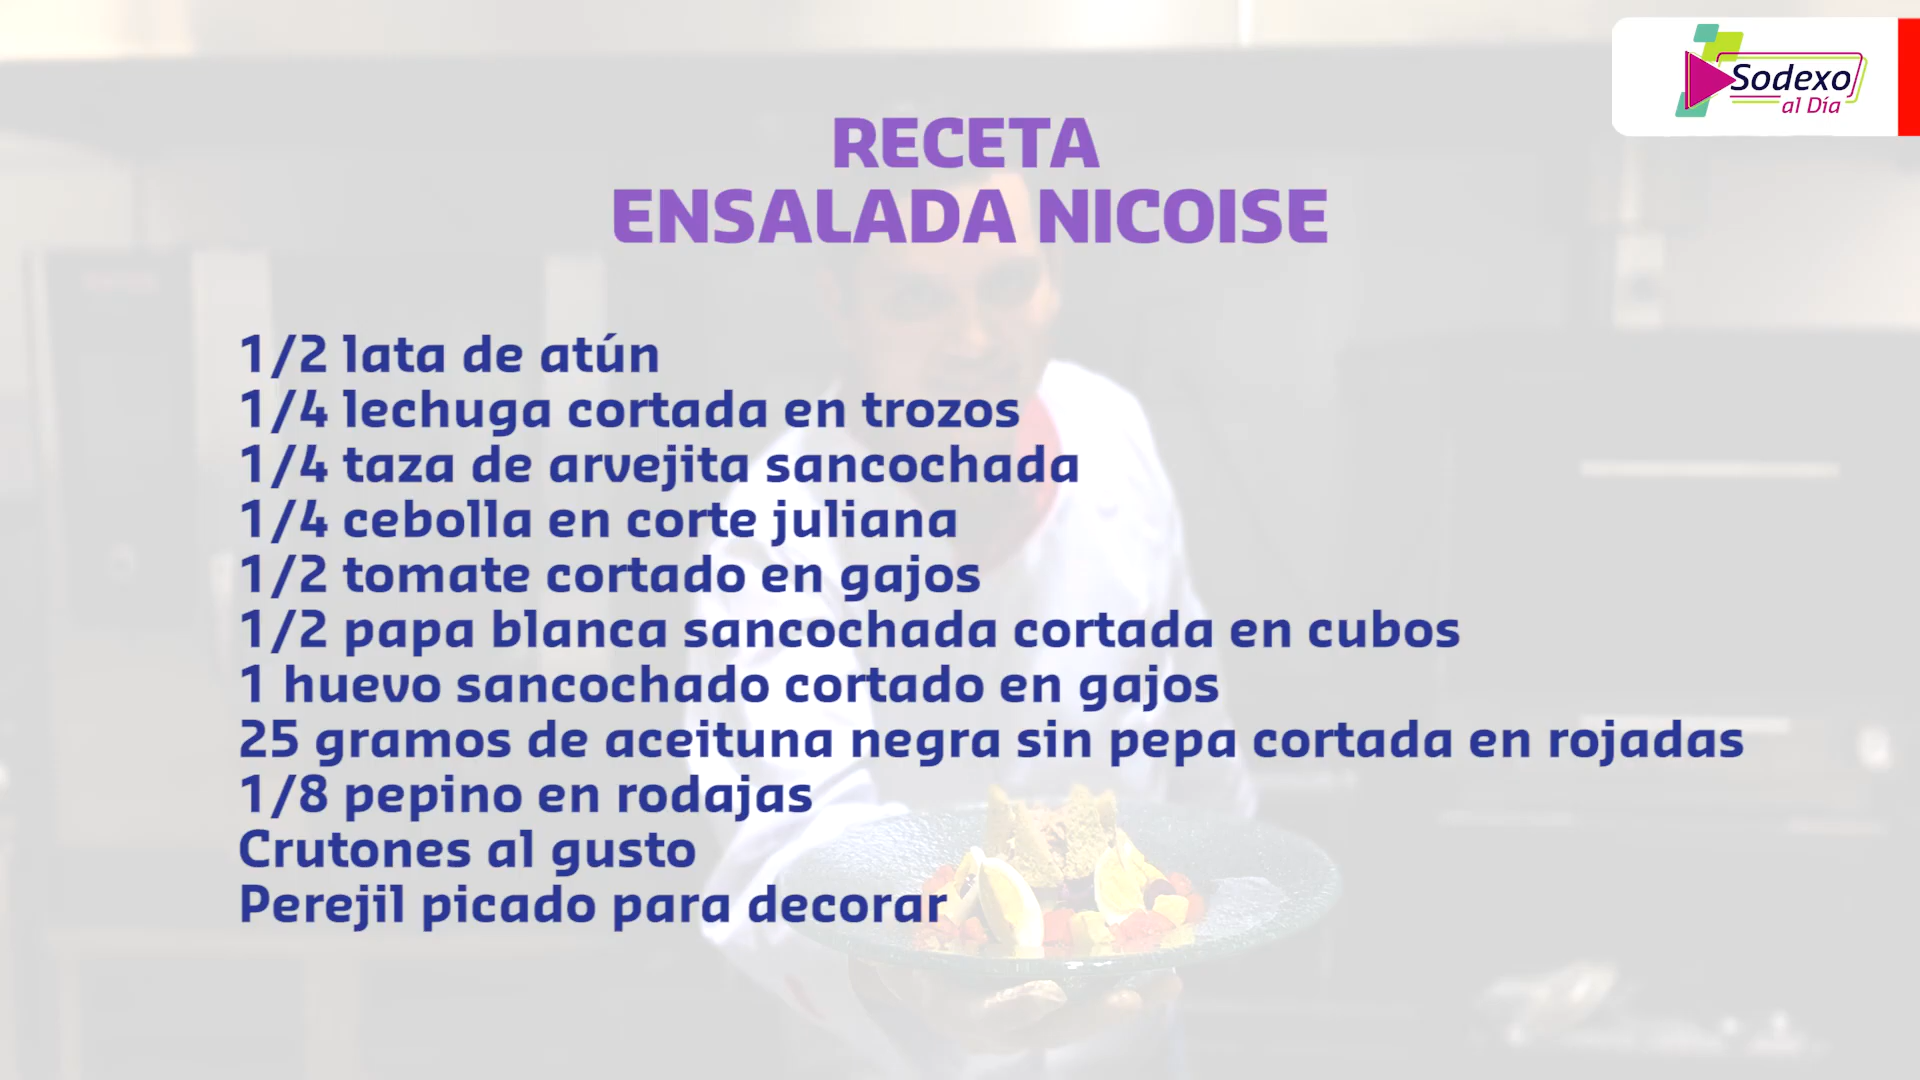 Sodexo
al Día
RECETA
ENSALADA NICOISE
1/2 lata de atún
1/4 lechuga cortada en trozos
1/4 taza de arvejita sancochada
1/4 cebolla en corte juliana
1/2 tomate cortado en gajos
1/2 papa blanca sancochada cortada en cubos
1 huevo sancochado cortado en gajos
25 gramos de aceituna negra sin pepa cortada en rojadas
1/8 pepino en rodajas
Crutones al gusto
Perejil picado para decorar